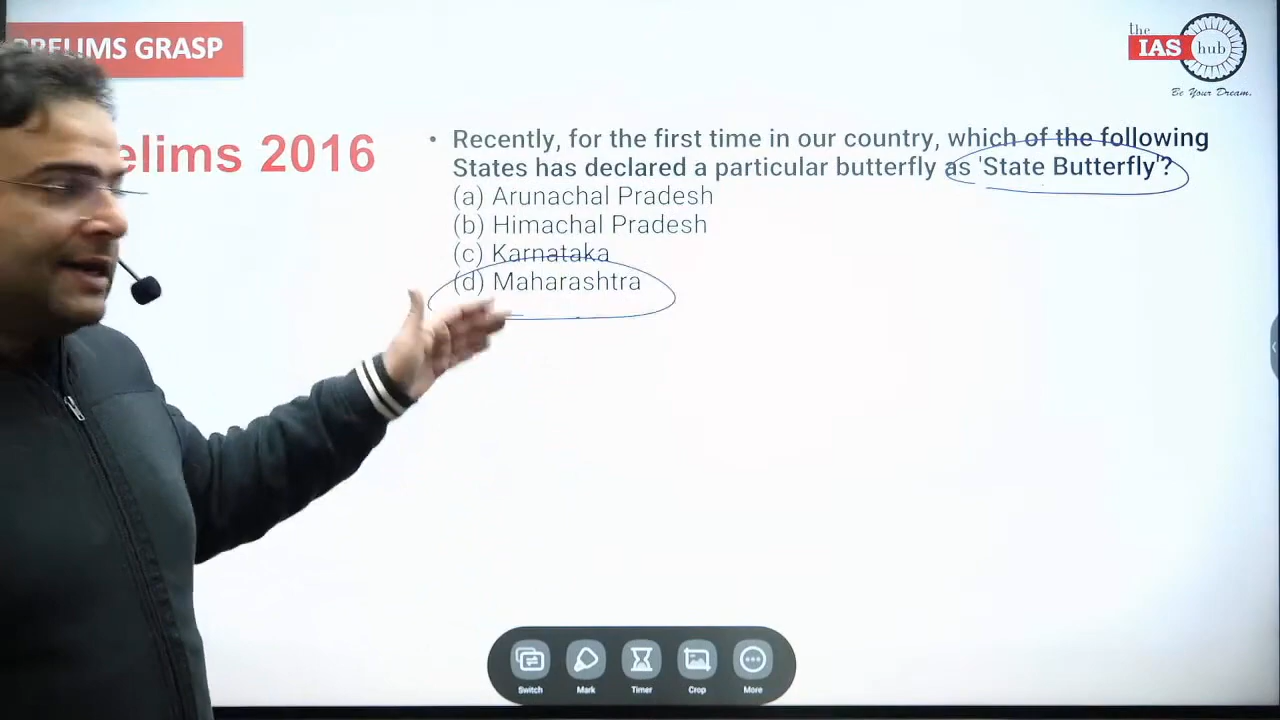 PRELIMS GRASP
the
IAS hub
Be Your Dream.
elims 2016
• Recently, for the first time in our country, which of the following
States has declared a particular butterfly as 'State Butterfly'?
(a) Arunachal Pradesh
(b) Himachal Pradesh
(c) Karnataka
(d) Maharashtra
Switch
Mark
Timer
Crop
More